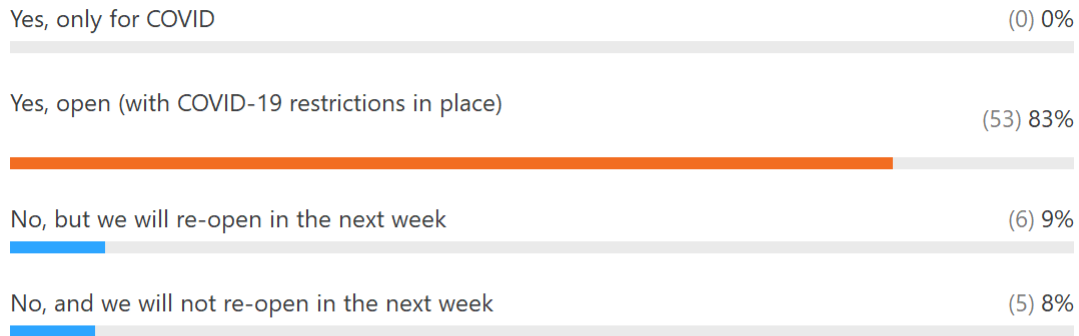 Yes, only for COVID (0) 0%
Yes, open (with COVID-19 restrictions in place)
(53) 83%
No, but we will re-open in the next week (6) 9%
No, and we will not re-open in the next week (5) 8%